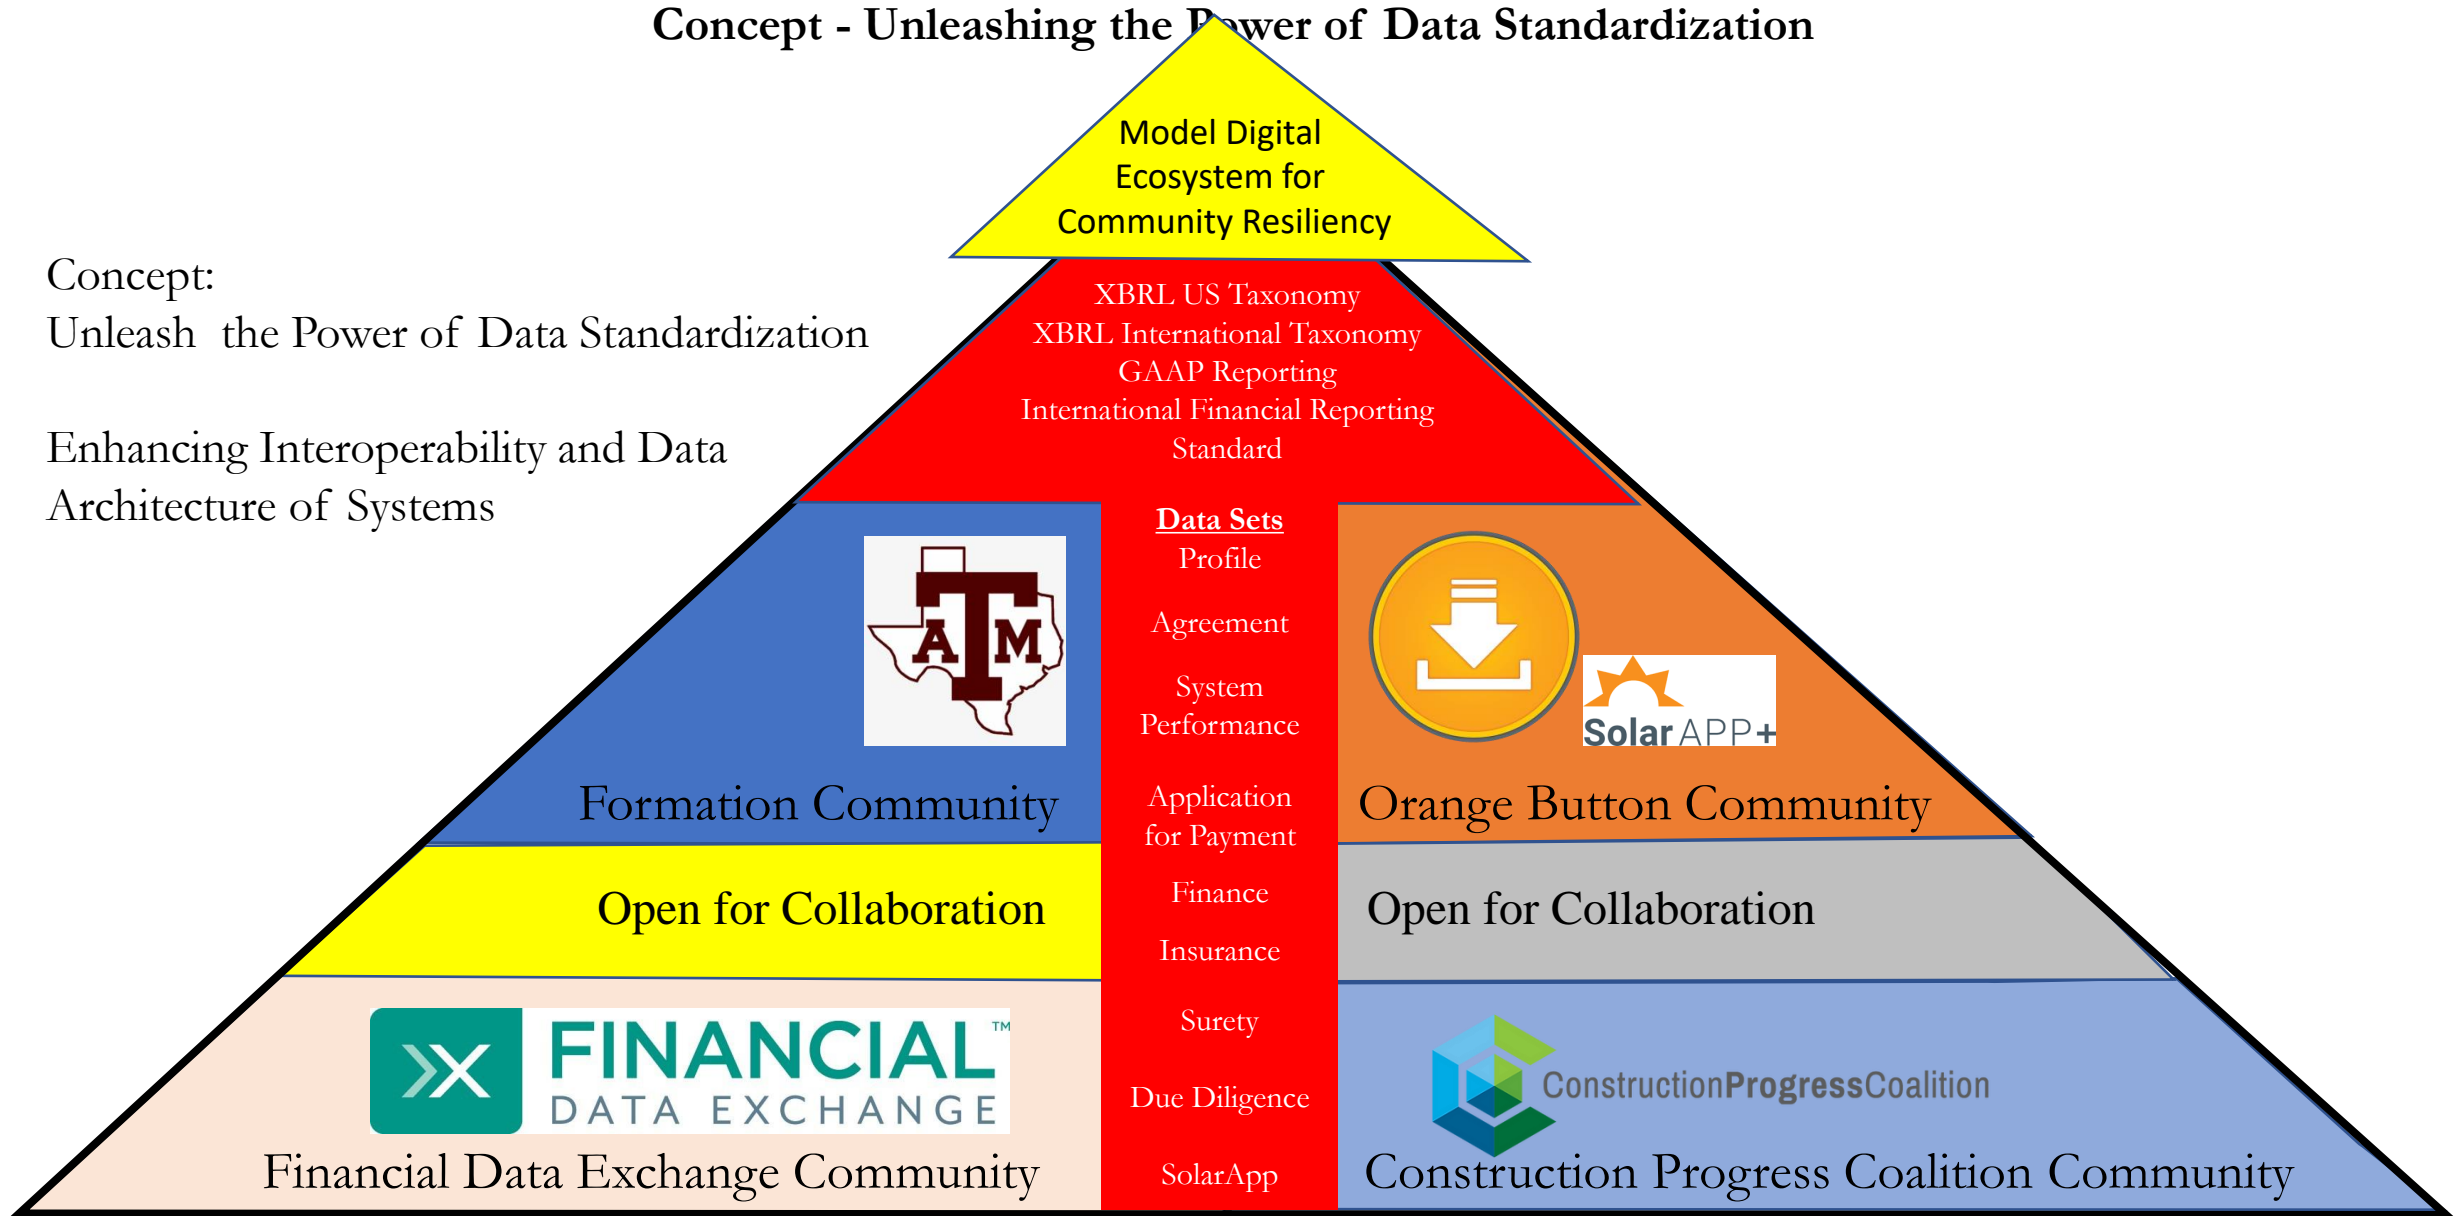 Concept - Unleashing the Power of Data Standardization
Model Digital
Ecosystem for
Community Resiliency
Concept:
Unleash the Power of Data Standardization
Enhancing Interoperability and Data
Architecture of Systems
XBRL US Taxonomy
XBRL International Taxonomy
GAAP Reporting
International Financial Reporting
Standard
Data Sets
Profile
Agreement
System
Performance
Application
for Payment
Finance
Insurance
Surety
Due Diligence
SolarApp
ATM
Formation Community
SolarAPP+
Orange Button Community
Open for Collaboration
Open for Collaboration
FINANCIAL™
DATA EXCHANGE
Financial Data Exchange Community
ConstructionProgressCoalition
Construction Progress Coalition Community